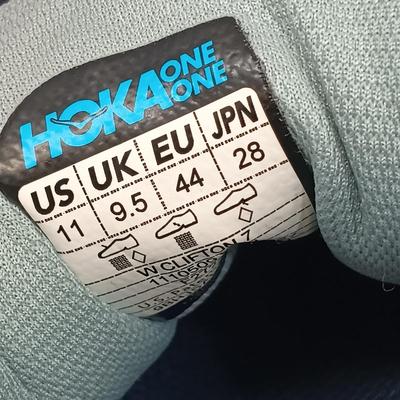 HOKA ONE ONE
US UK EU JPN
11 9.5 44 28
W CLIFTON 7